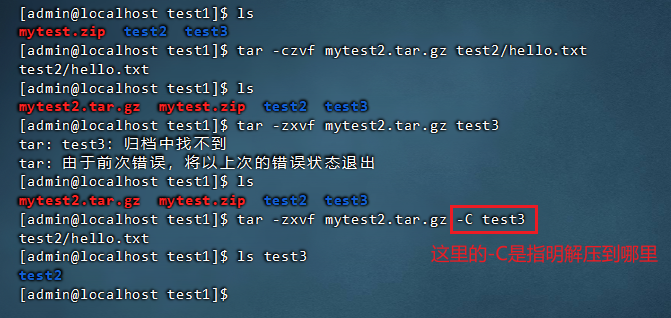 [admin@localhost test1]$ ls
mytest.zip test2 test3
[admin@localhost test1]$ tar -czvf mytest2.tar.gz test2/hello.txt
test2/hello.txt
[admin@localhost test1]$ ls
mytest2.tar.gz mytest.zip test2 test3
[admin@localhost test1]$ tar -zxvf mytest2.tar.gz test3
tar: test3: 归档中找不到
tar: 由于前次错误，将以上次的错误状态退出
[admin@localhost test1]$ ls
mytest2.tar.gz mytest.zip test2 test3
[admin@localhost test1]$ tar -zxvf mytest2.tar.gz -C test3
test2/hello.txt
这里的-C是指明解压到哪里
[admin@localhost test1]$ ls test3
test2
[admin@localhost test1]$